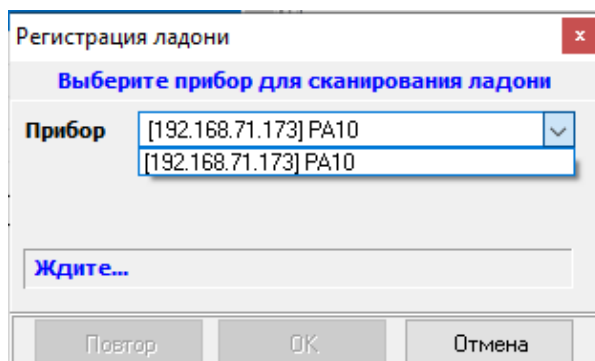 Регистрация ладони
Выберите прибор для сканирования ладони
Прибор [192.168.71.173] PA10
[192.168.71.173] PA10
Ждите...
Повтор ОК Отмена